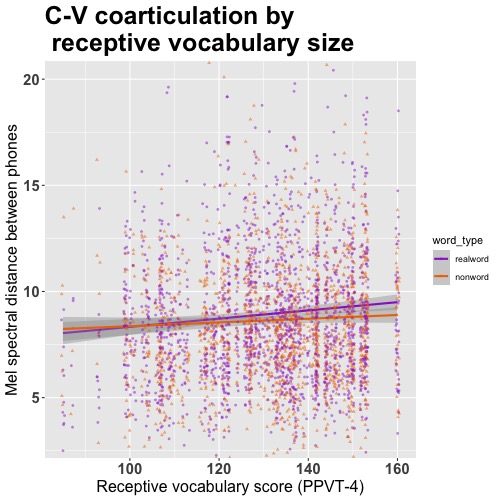 C-V coarticulation by
receptive vocabulary size
Mel spectral distance between phones
20
15
10
5
100
120
140
160
Receptive vocabulary score (PPVT-4)
word_type
realword
nonword